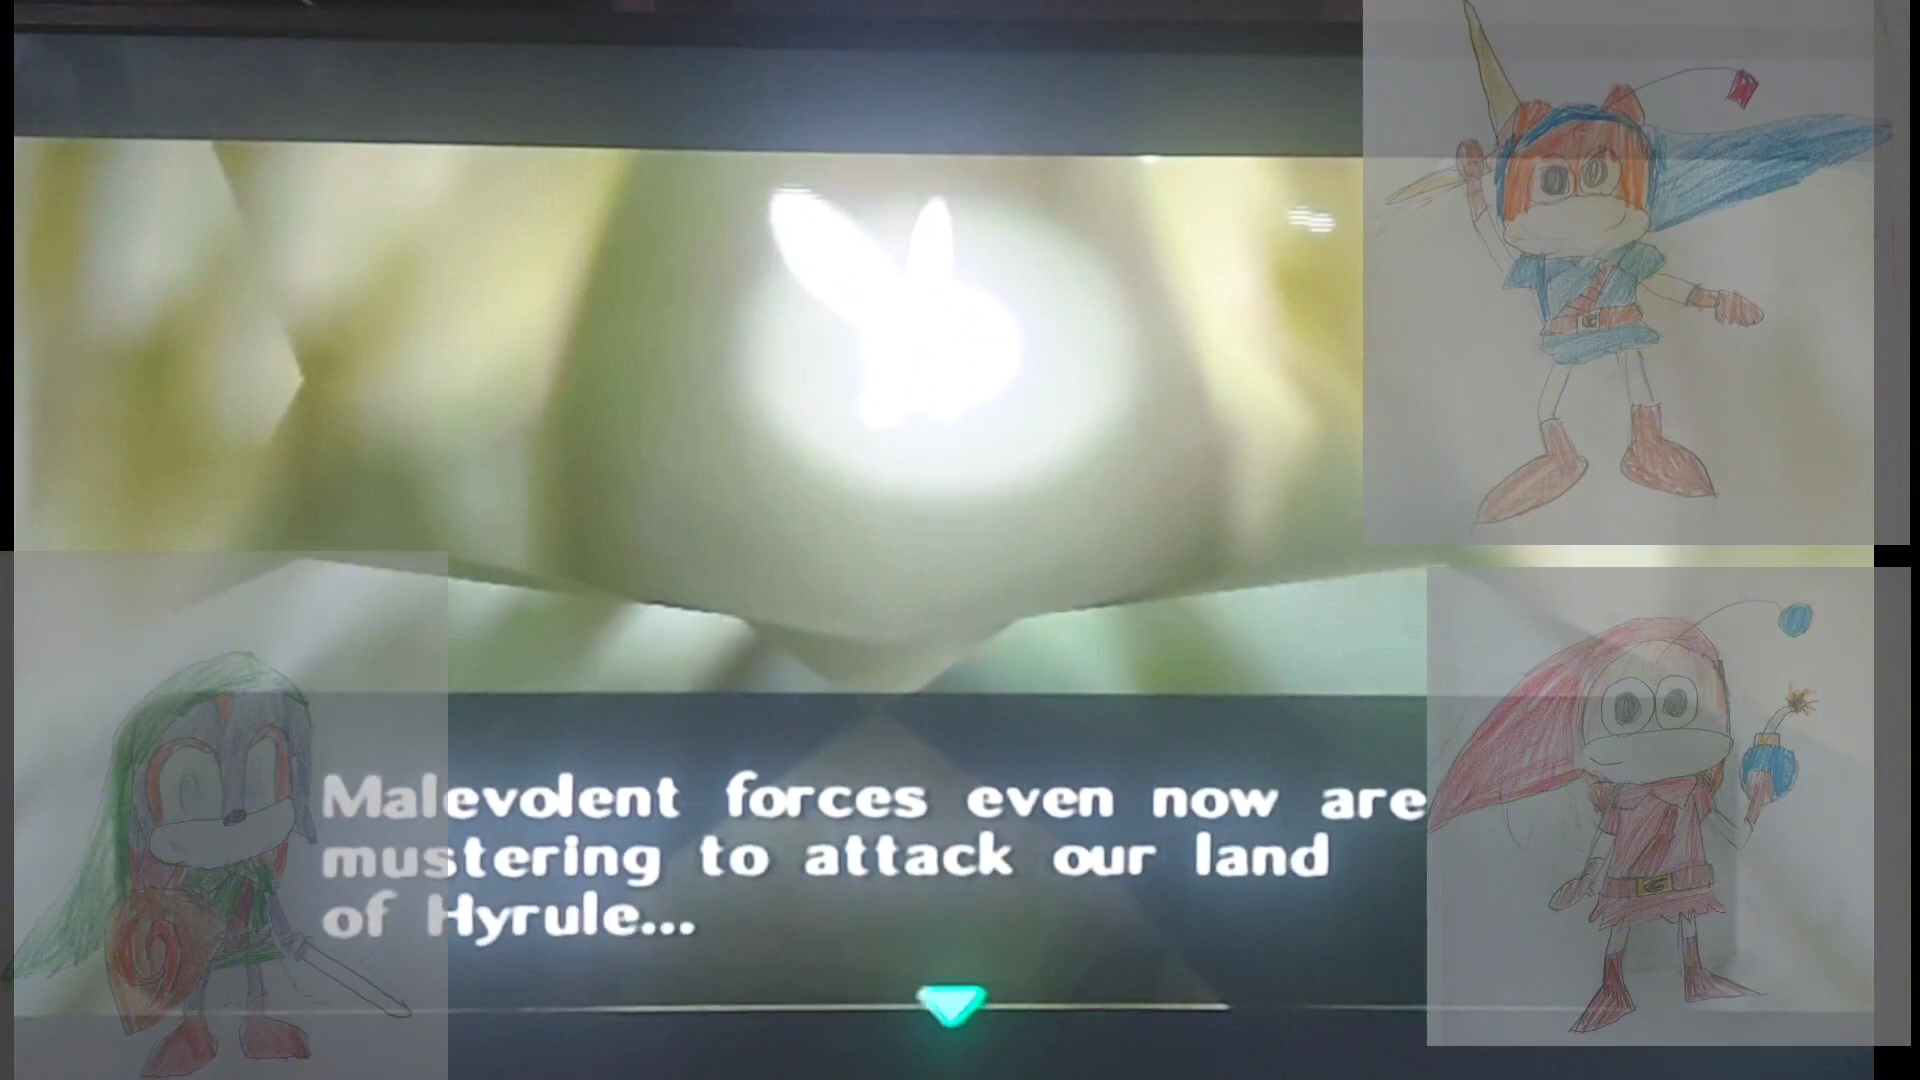 Malevolent forces even now are
mustering to attack our land
of Hyrule...